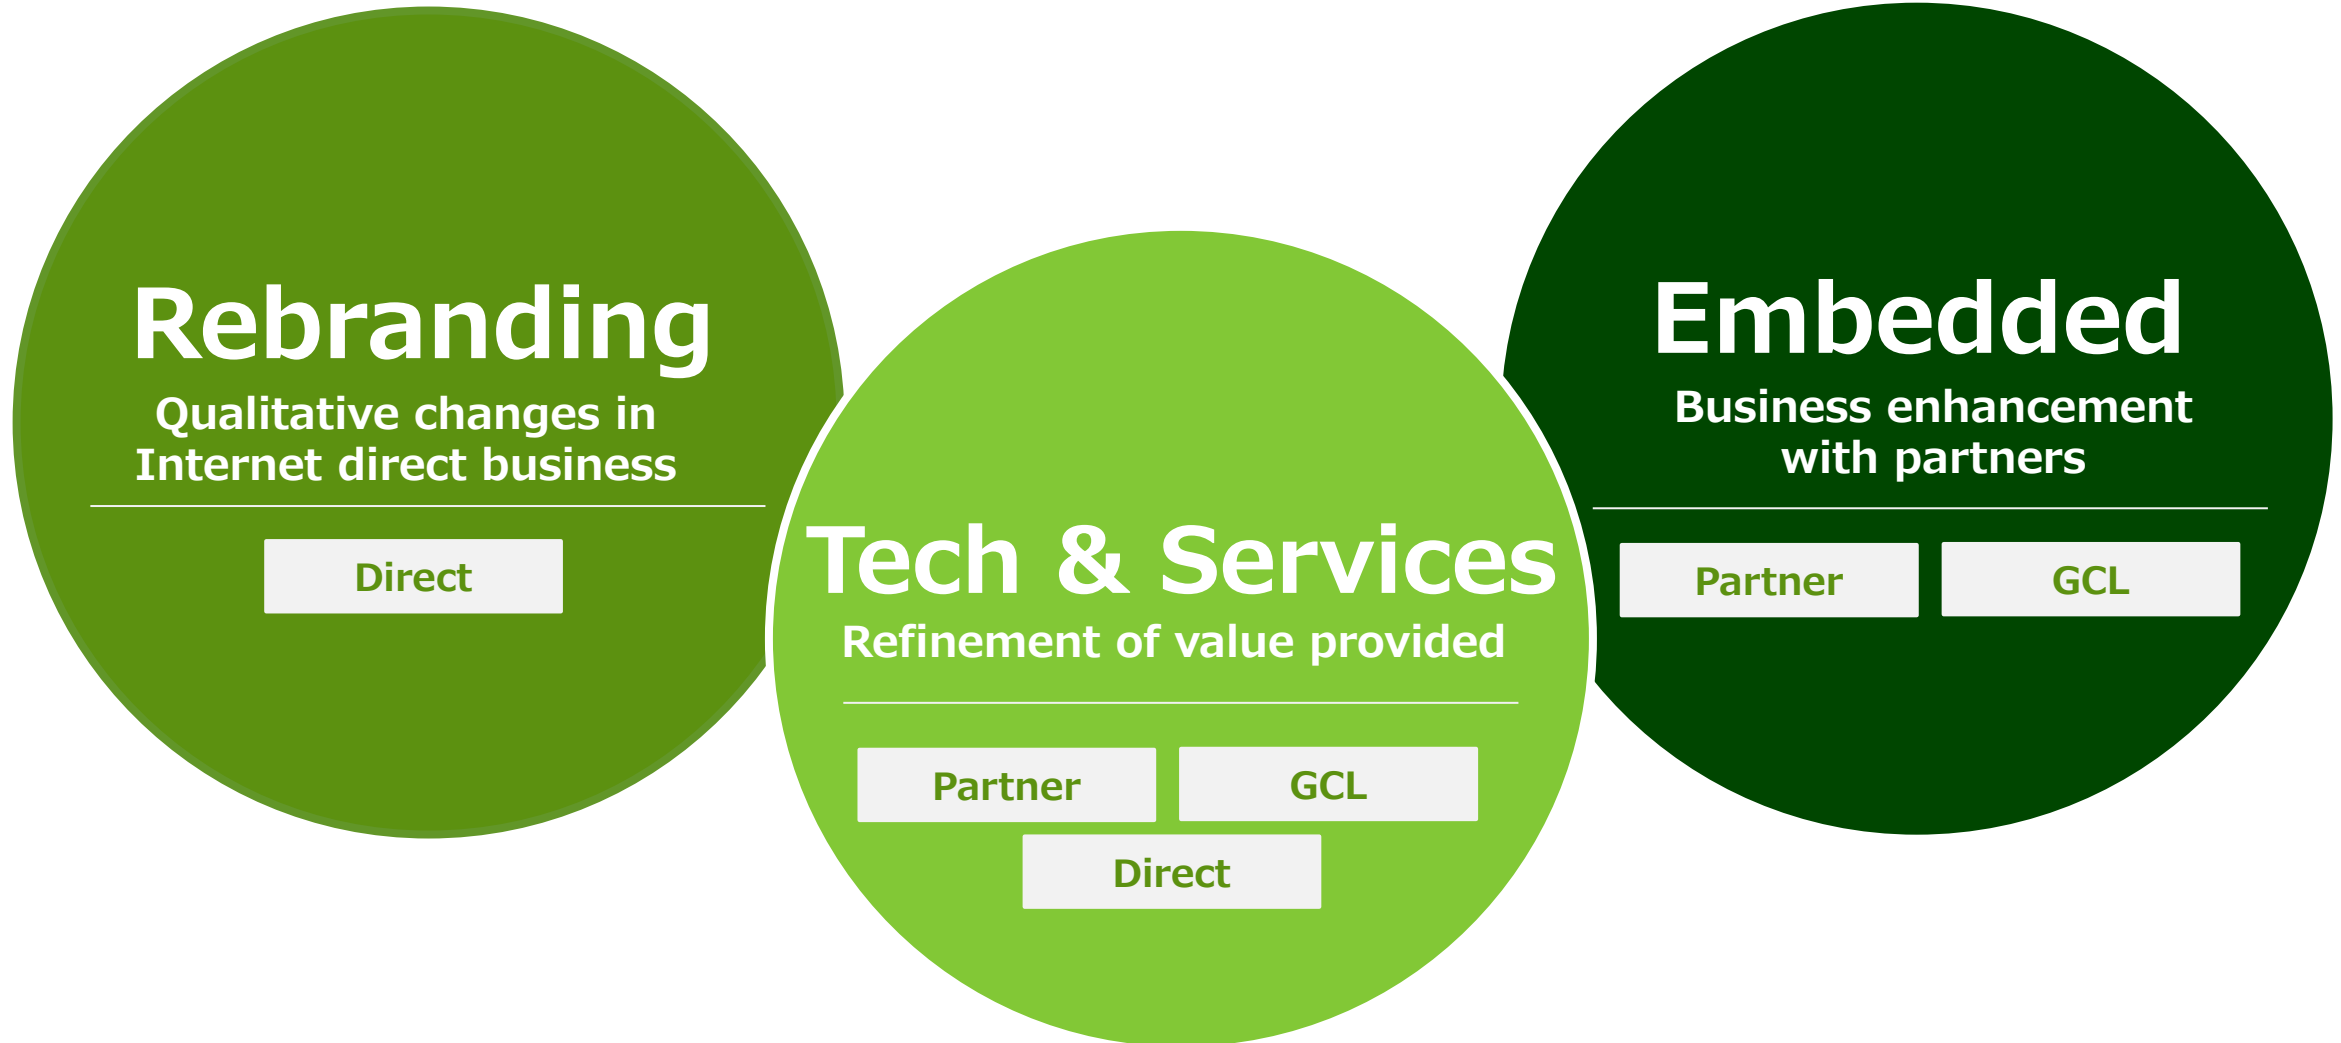 Rebranding
Qualitative changes in
Internet direct business
Direct
Tech & Services
Refinement of value provided
Partner
GCL
Direct
Embedded
Business enhancement
with partners
Partner
GCL